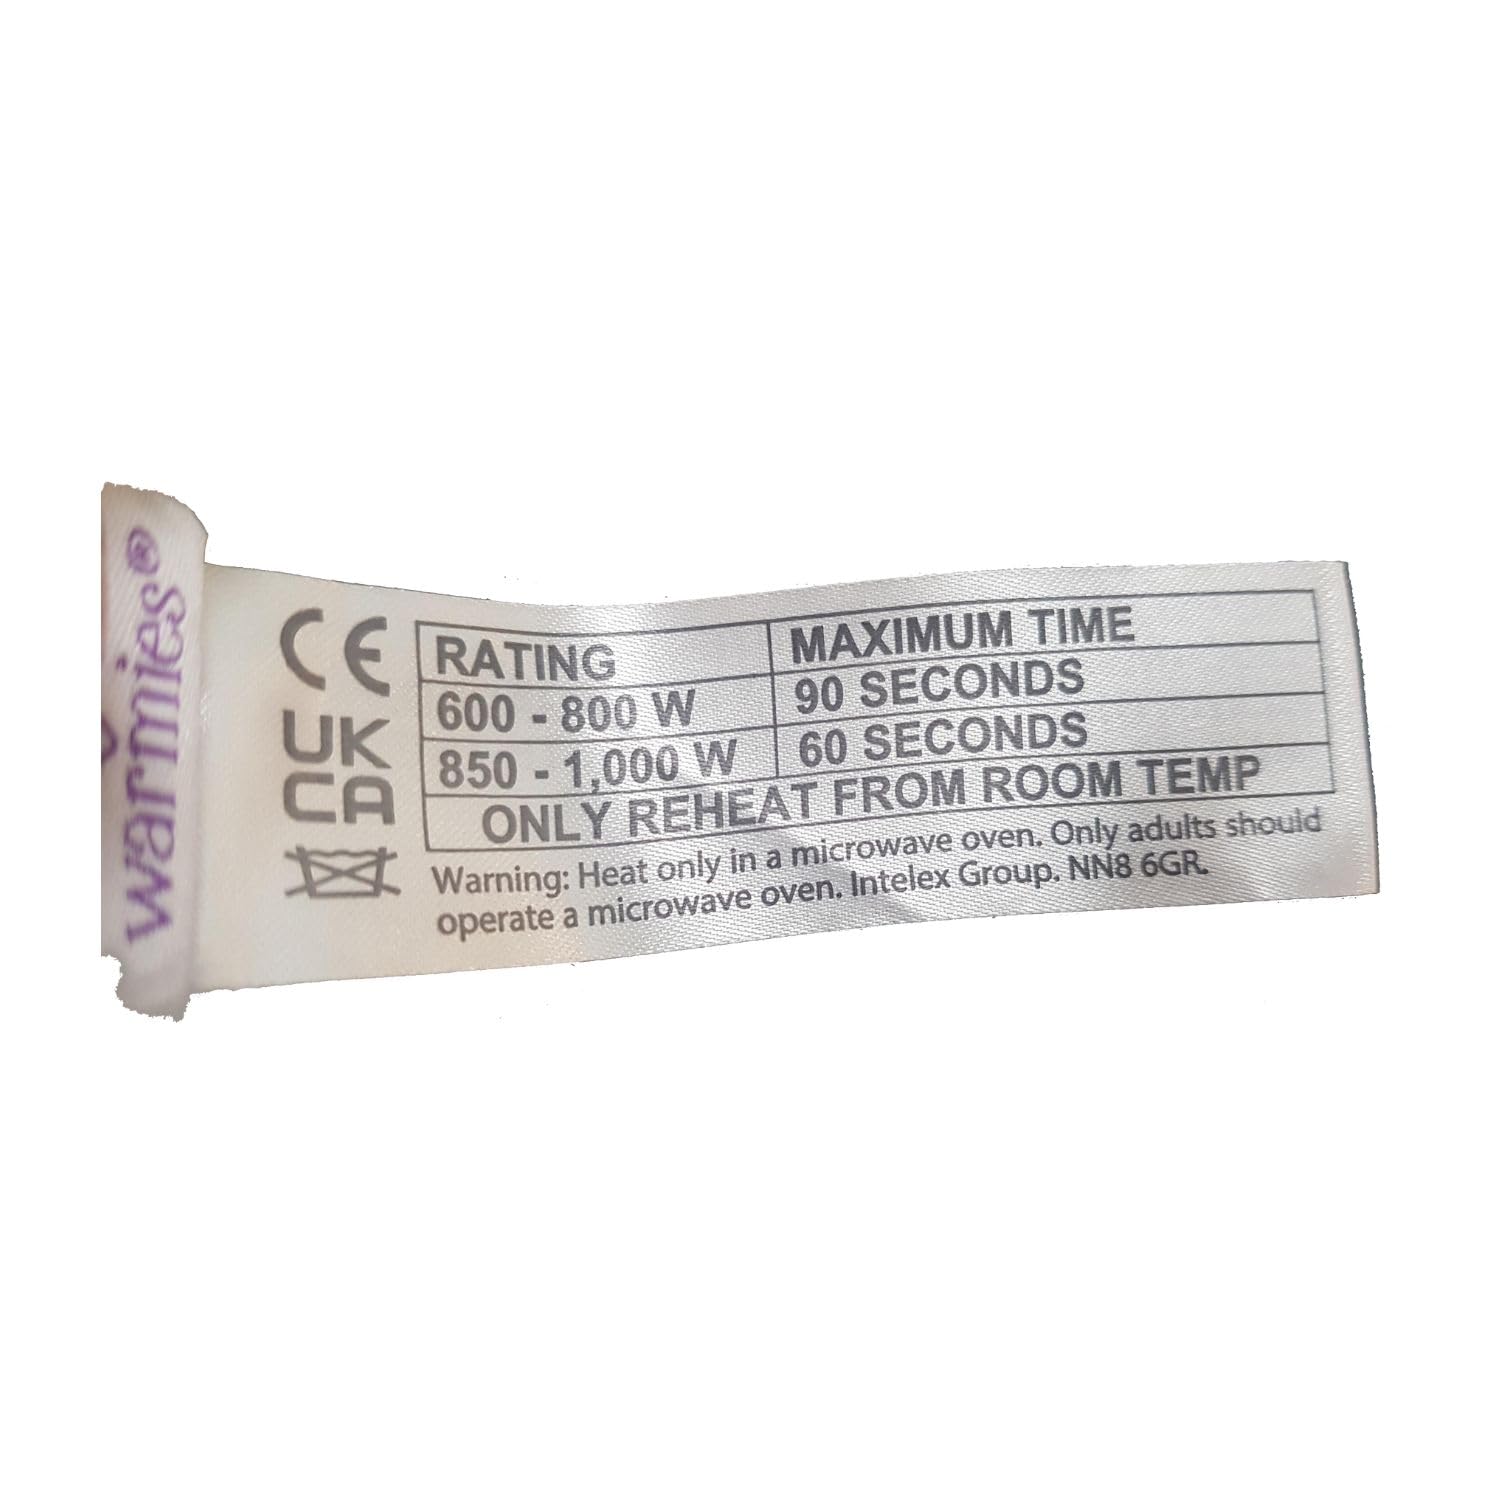 warmies®
CE
UK
CA
RATING MAXIMUM TIME
600 - 800 W 90 SECONDS
850 - 1,000 W 60 SECONDS
ONLY REHEAT FROM ROOM TEMP
Warning: Heat only in a microwave oven. Only adults should
operate a microwave oven. Intelex Group. NN8 6GR.